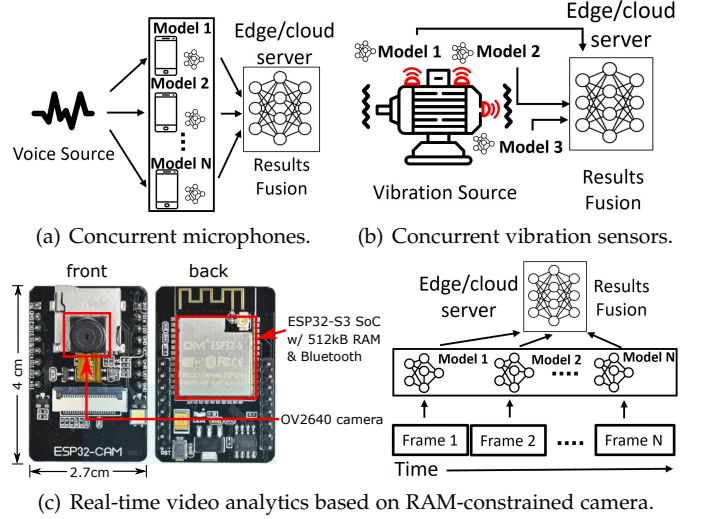 Model 1
Model 2
Model N
Voice Source
Edge/cloud
server
Results
Fusion
(a) Concurrent microphones.
Model 1
Model 2
Model 3
Edge/cloud
server
Vibration Source
Results
Fusion
(b) Concurrent vibration sensors.
front
back
4 cm
2.7cm
ESP32-CAM
ESP32-S
ESP32-S3 SoC
w/ 512kB RAM
& Bluetooth
OV2640 camera
Edge/cloud
server
Results
Fusion
Model 1
Model 2
Model N
Frame 1
Frame 2
Frame N
Time
(c) Real-time video analytics based on RAM-constrained camera.